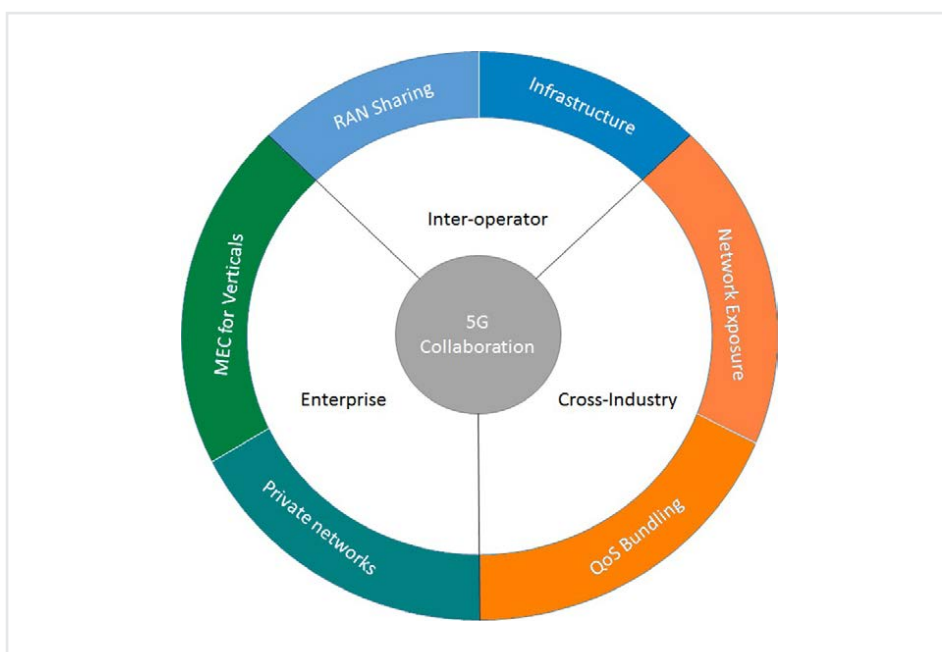 RAN Sharing
Infrastructure
Inter-operator
MEC for Verticals
Network Exposure
5G
Collaboration
Enterprise
Cross-Industry
Private networks
QoS Bundling